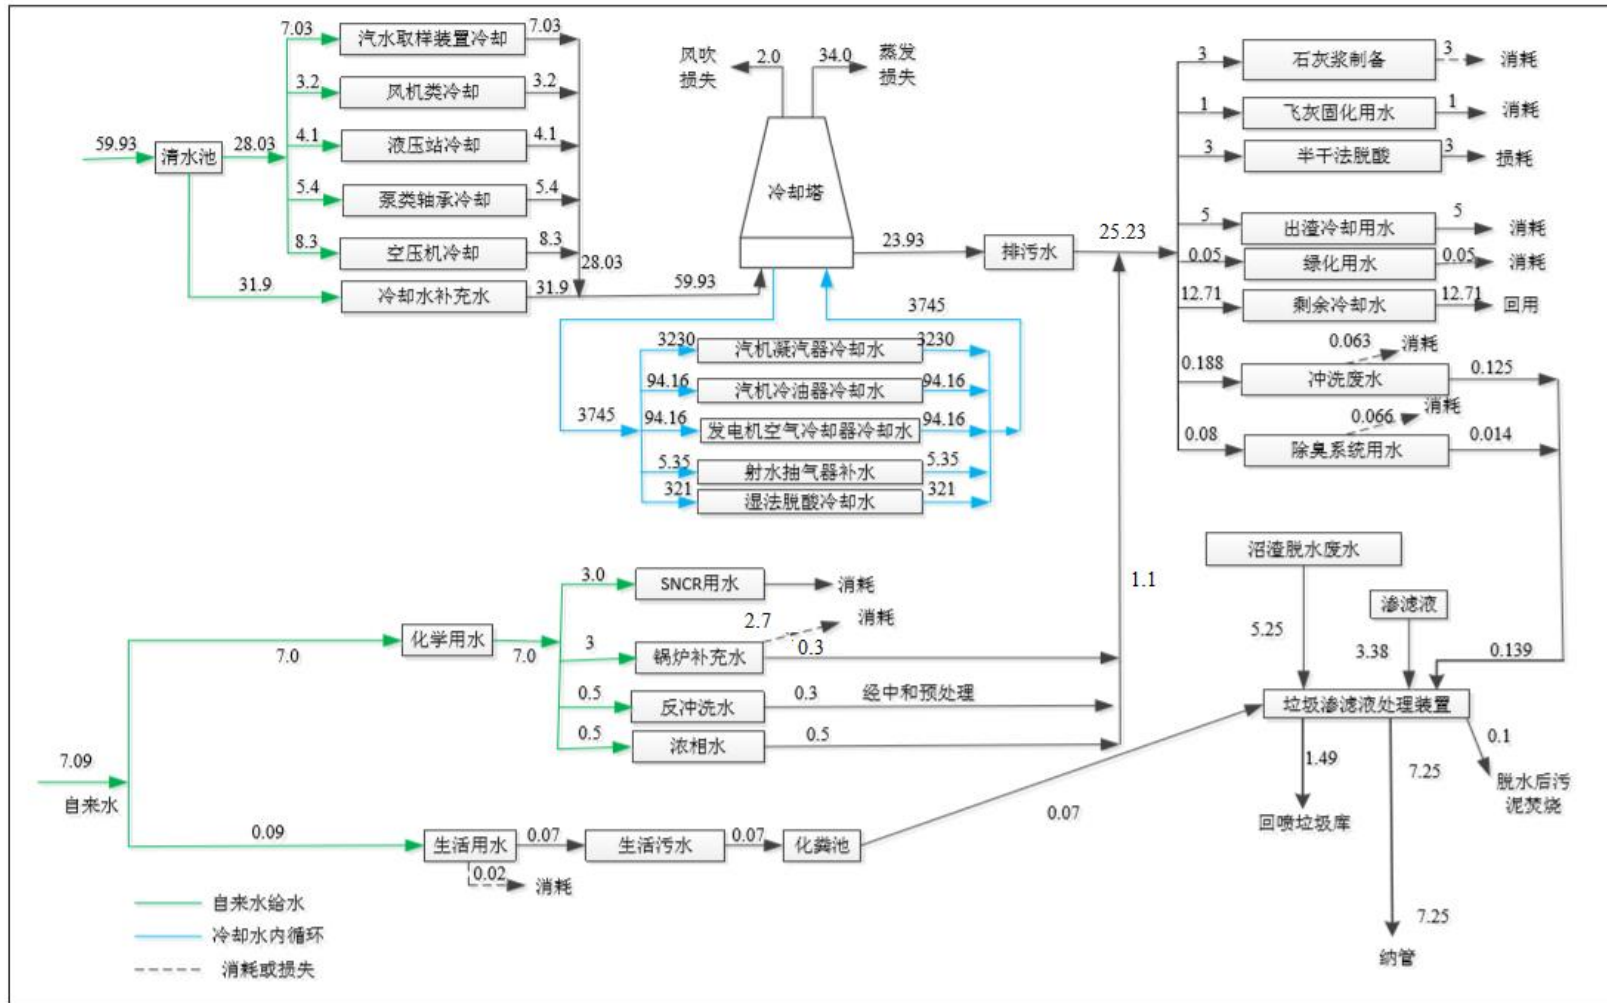 59.93
清水池
28.03
7.03
汽水取样装置冷却
7.03
3.2
风机类冷却
3.2
4.1
液压站冷却
4.1
5.4
泵类轴承冷却
5.4
8.3
空压机冷却
8.3
28.03
31.9
冷却水补充水
31.9
59.93
风吹
损失
2.0
34.0
蒸发
损失
冷却塔
23.93
排污水
25.23
3745
3745
3230
汽机凝汽器冷却水
3230
94.16
汽机冷油器冷却水
94.16
94.16
发电机空气冷却器冷却水
94.16
5.35
射水抽气器补水
5.35
321
湿法脱酸冷却水
321
3
石灰浆制备
3
消耗
1
飞灰固化用水
1
消耗
3
半干法脱酸
3
损耗
5
出渣冷却用水
5
消耗
0.05
绿化用水
0.05
消耗
12.71
剩余冷却水
12.71
回用
0.188
冲洗废水
0.063
消耗
0.125
0.08
除臭系统用水
0.066
消耗
0.014
沼渣脱水废水
5.25
渗滤液
3.38
0.139
垃圾渗滤液处理装置
1.49
回喷垃圾库
7.25
7.25
纳管
0.1
脱水后污
泥焚烧
7.09
自来水
7.0
化学用水
7.0
3.0
SNCR用水
消耗
3
锅炉补充水
2.7
消耗
0.3
0.5
反冲洗水
0.3
经中和预处理
0.5
浓相水
0.5
1.1
0.09
生活用水
0.07
生活污水
0.07
化粪池
0.07
0.02
消耗
自来水给水
冷却水内循环
消耗或损失